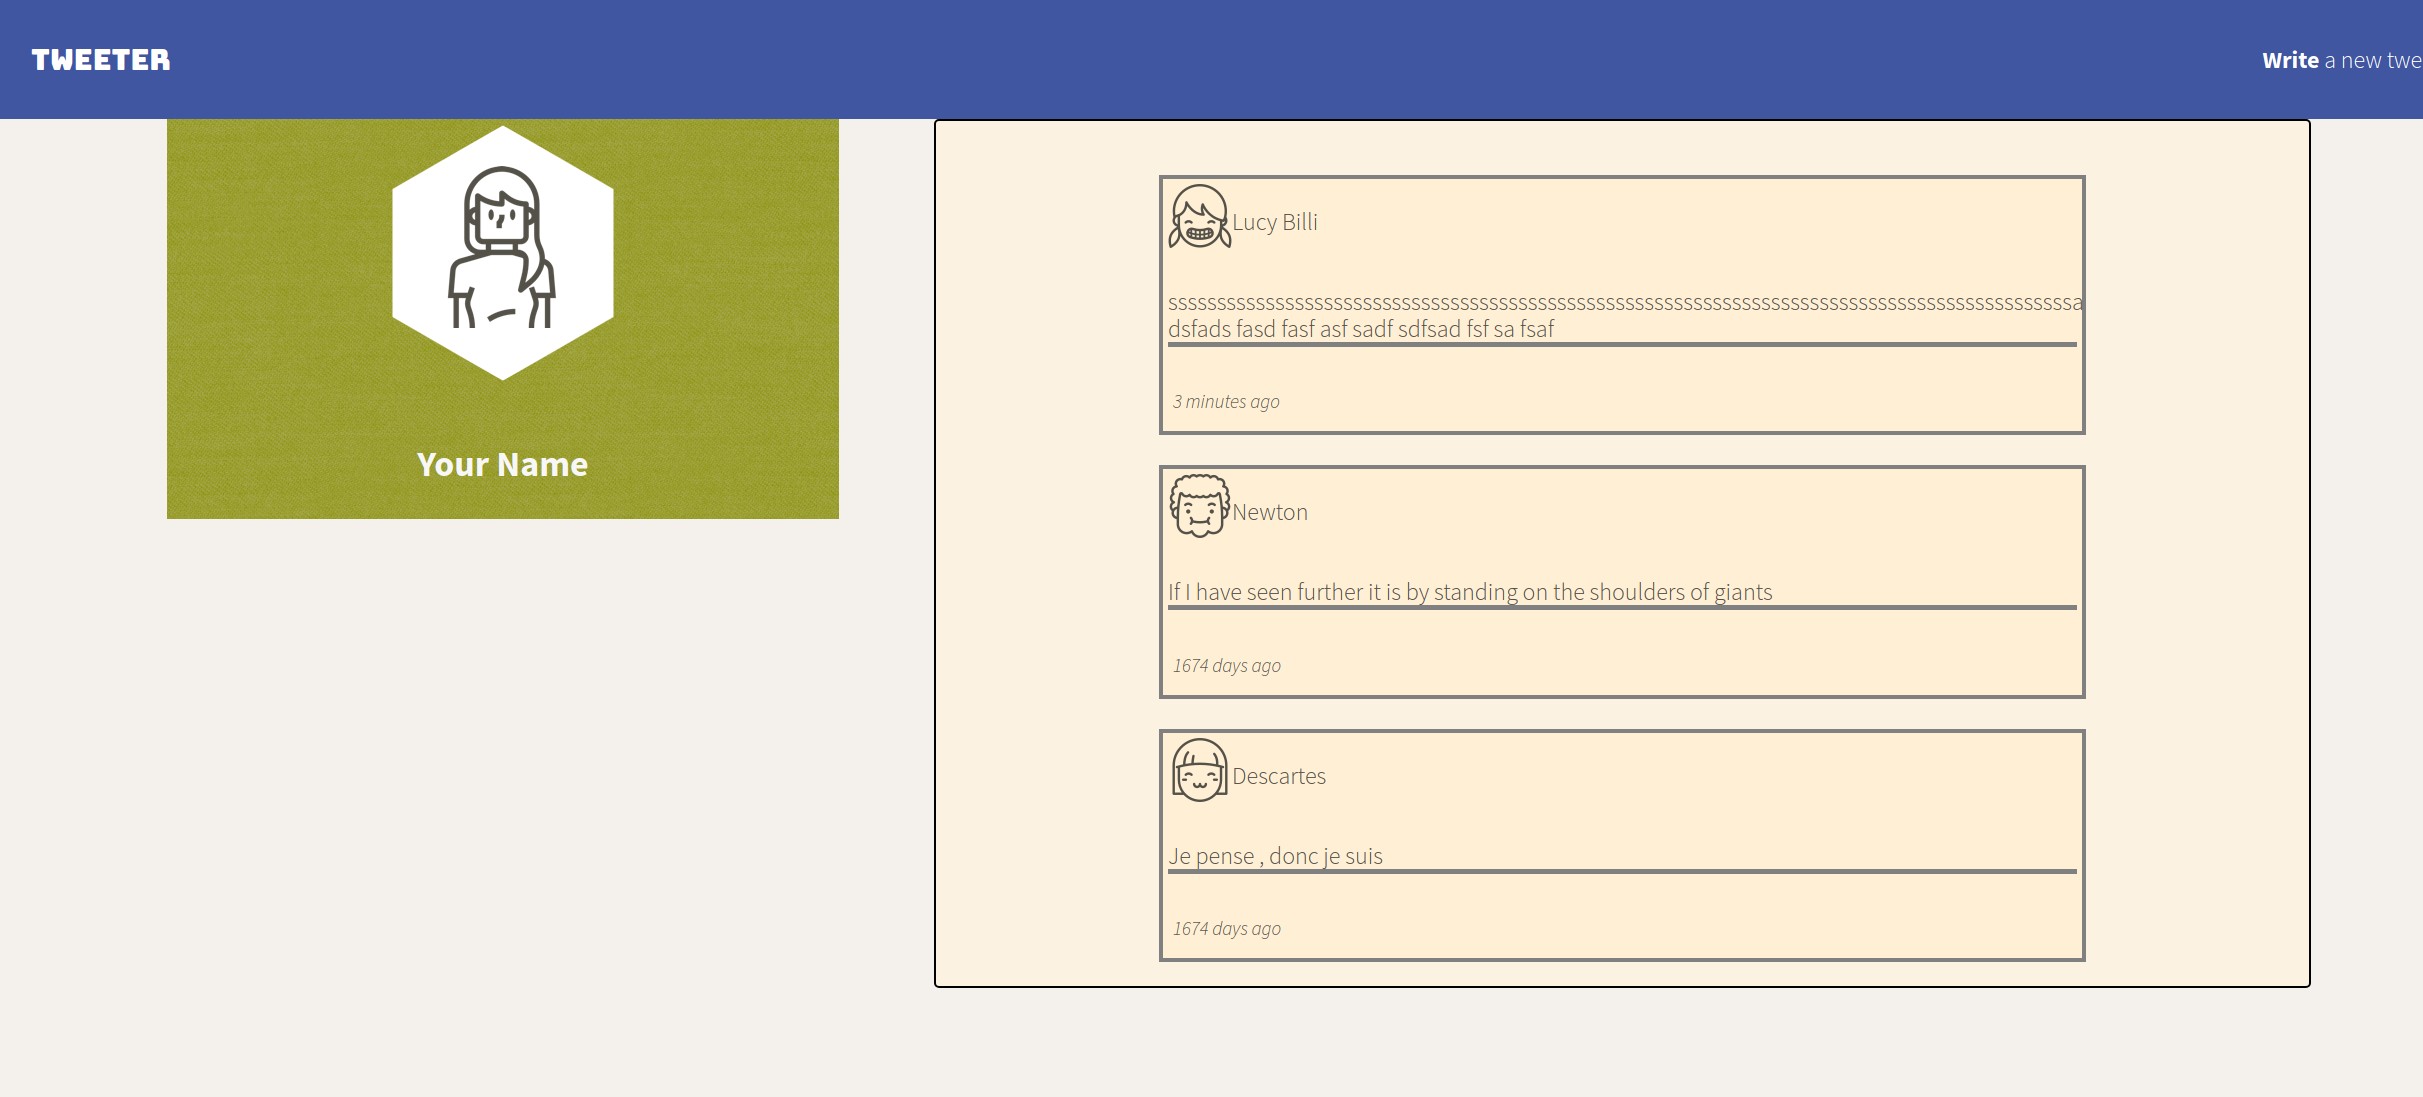 TWEETER
Write a new twe
Your Name
Lucy Billi
sssssssssssssssssssssssssssssssssssssssssssssssssssssssssssssssssssssssssssssssssssssssssssssa
dsfads fasd fasf asf sadf sdfsad fsf sa fsaf
3 minutes ago
Newton
If I have seen further it is by standing on the shoulders of giants
1674 days ago
Descartes
Je pense , donc je suis
1674 days ago